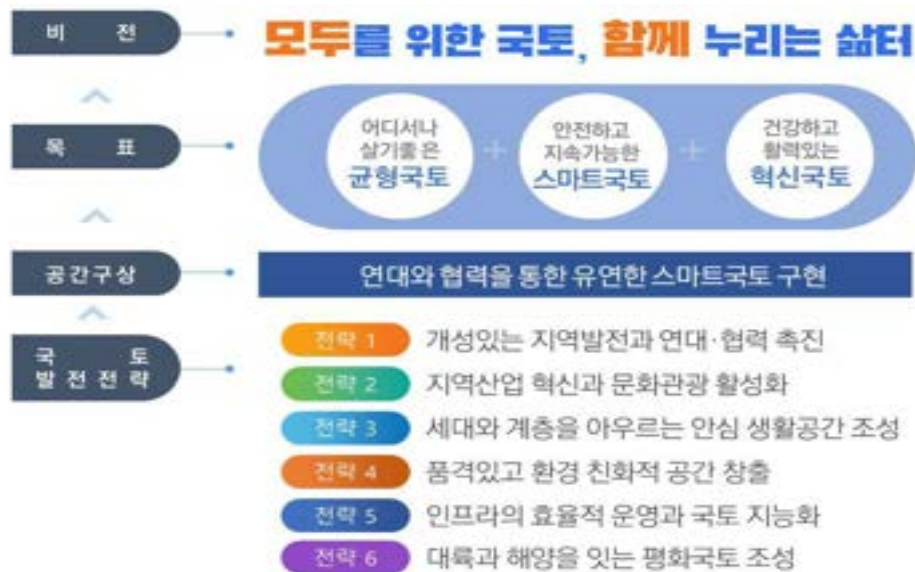 비 전
모두를 위한 국토, 함께 누리는 삶터
목 표
어디서나
살기좋은
균형국토
+
안전하고
지속가능한
스마트국토
+
건강하고
활력있는
혁신국토
공간구상
연대와 협력을 통한 유연한 스마트국토 구현
국 토
발전전략
전략 1 개성있는 지역발전과 연대·협력 촉진
전략 2 지역산업 혁신과 문화관광 활성화
전략 3 세대와 계층을 아우르는 안심 생활공간 조성
전략 4 품격있고 환경 친화적 공간 창출
전략 5 인프라의 효율적 운영과 국토 지능화
전략 6 대륙과 해양을 잇는 평화국토 조성